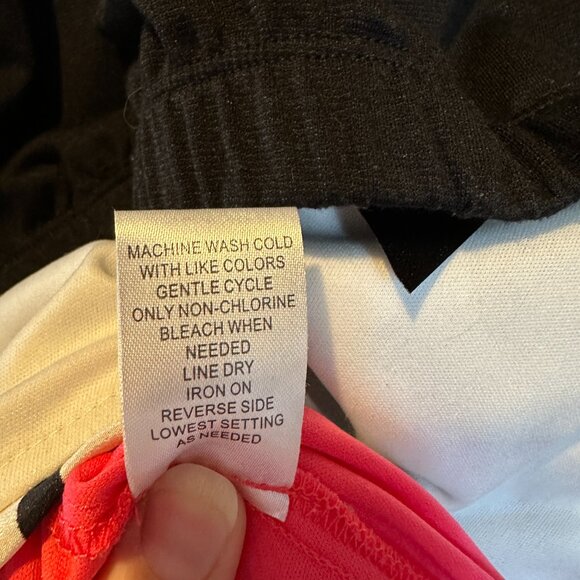 MACHINE WASH COLD
WITH LIKE COLORS
GENTLE CYCLE
ONLY NON-CHLORINE
BLEACH WHEN
NEEDED
LINE DRY
IRON ON
REVERSE SIDE
LOWEST SETTING
AS NEEDED